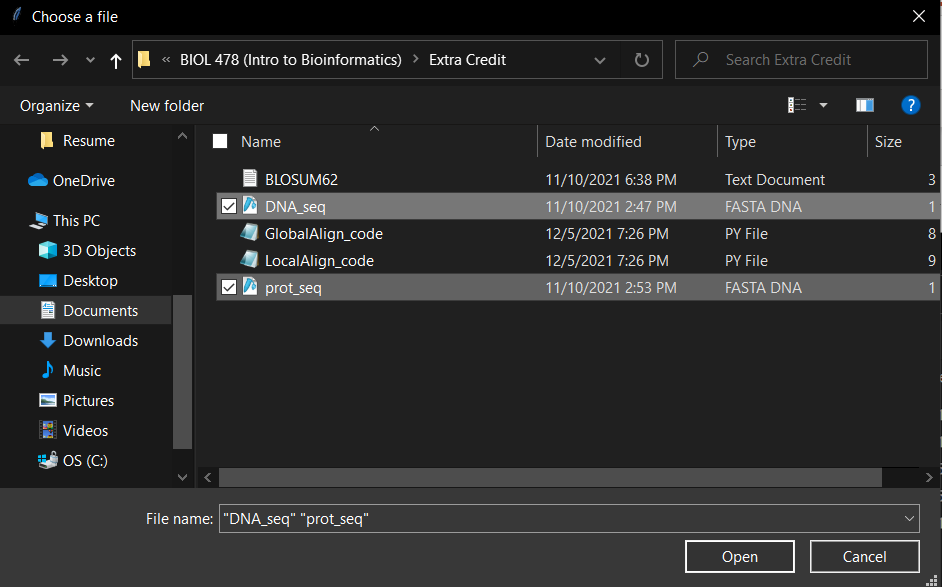 Choose a file
« BIOL 478 (Intro to Bioinformatics) > Extra Credit
Search Extra Credit
Organize
New folder
?
Resume
OneDrive
This PC
3D Objects
Desktop
Documents
Downloads
Music
Pictures
Videos
OS (C:)
Name Date modified Type Size
BLOSUM62 11/10/2021 6:38 PM Text Document 3
DNA_seq 11/10/2021 2:47 PM FASTA DNA 1
GlobalAlign_code 12/5/2021 7:26 PM PY File 8
LocalAlign_code 12/5/2021 7:26 PM PY File 9
prot_seq 11/10/2021 2:53 PM FASTA DNA 1
File name: "DNA_seq" "prot_seq"
Open Cancel